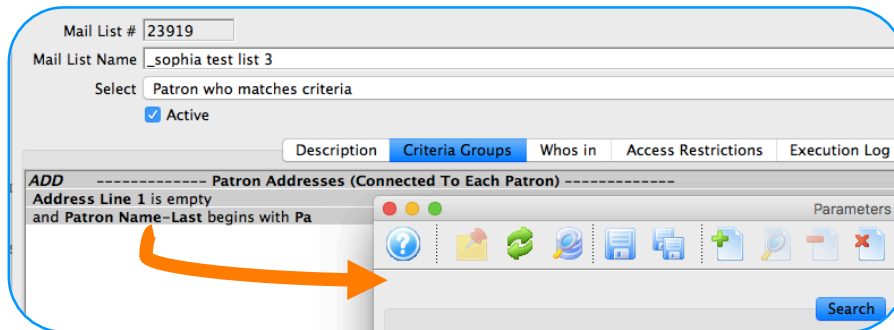 Mail List # 23919
Mail List Name _sophia test list 3
Select Patron who matches criteria
Active
Description Criteria Groups Whos in Access Restrictions Execution Log
ADD ------------- Patron Addresses (Connected To Each Patron) -------------
Address Line 1 is empty
and Patron Name-Last begins with Pa
Parameters
Search